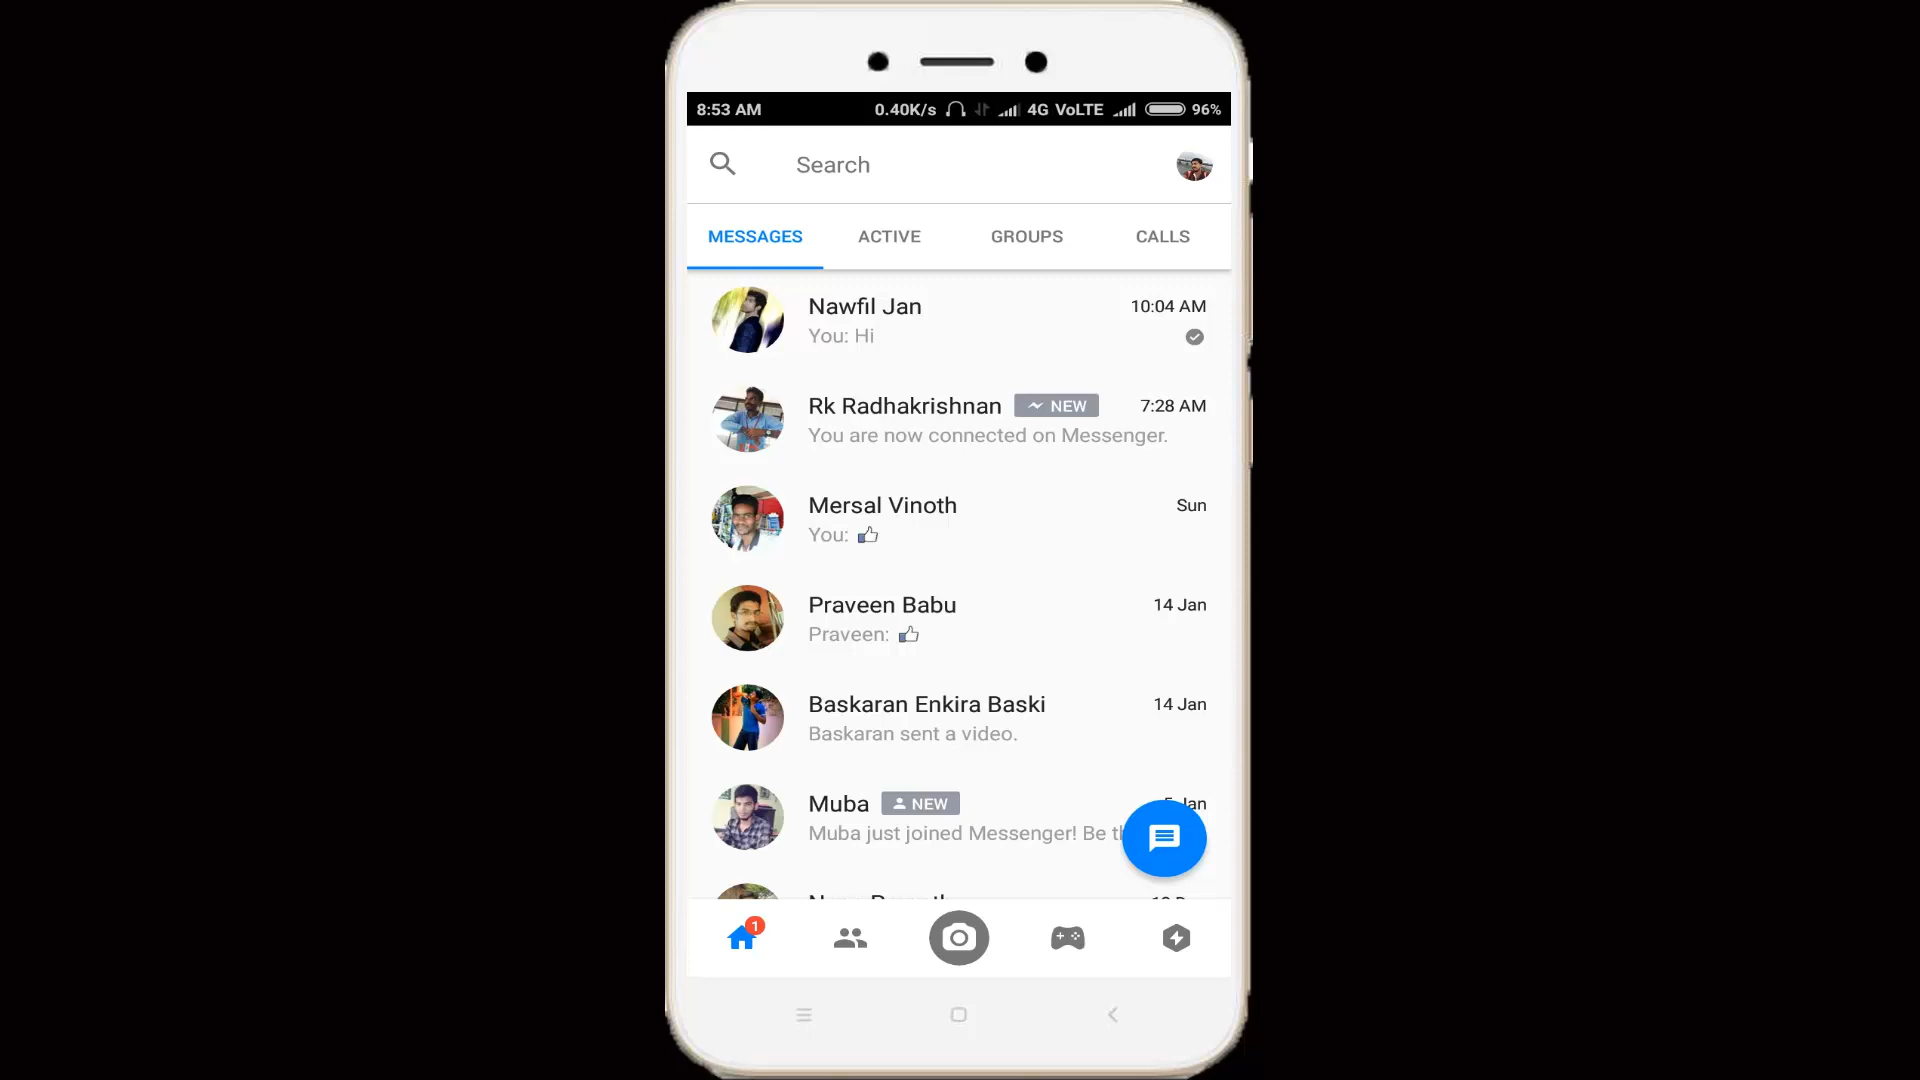 8:53 AM 0.40K/s 4G VoLTE 96%
Search
MESSAGES ACTIVE GROUPS CALLS
Nawfil Jan 10:04 AM
You: Hi
Rk Radhakrishnan NEW 7:28 AM
You are now connected on Messenger.
Mersal Vinoth Sun
You:
Praveen Babu 14 Jan
Praveen:
Baskaran Enkira Baski 14 Jan
Baskaran sent a video.
Muba NEW Jan
Muba just joined Messenger! Be
1